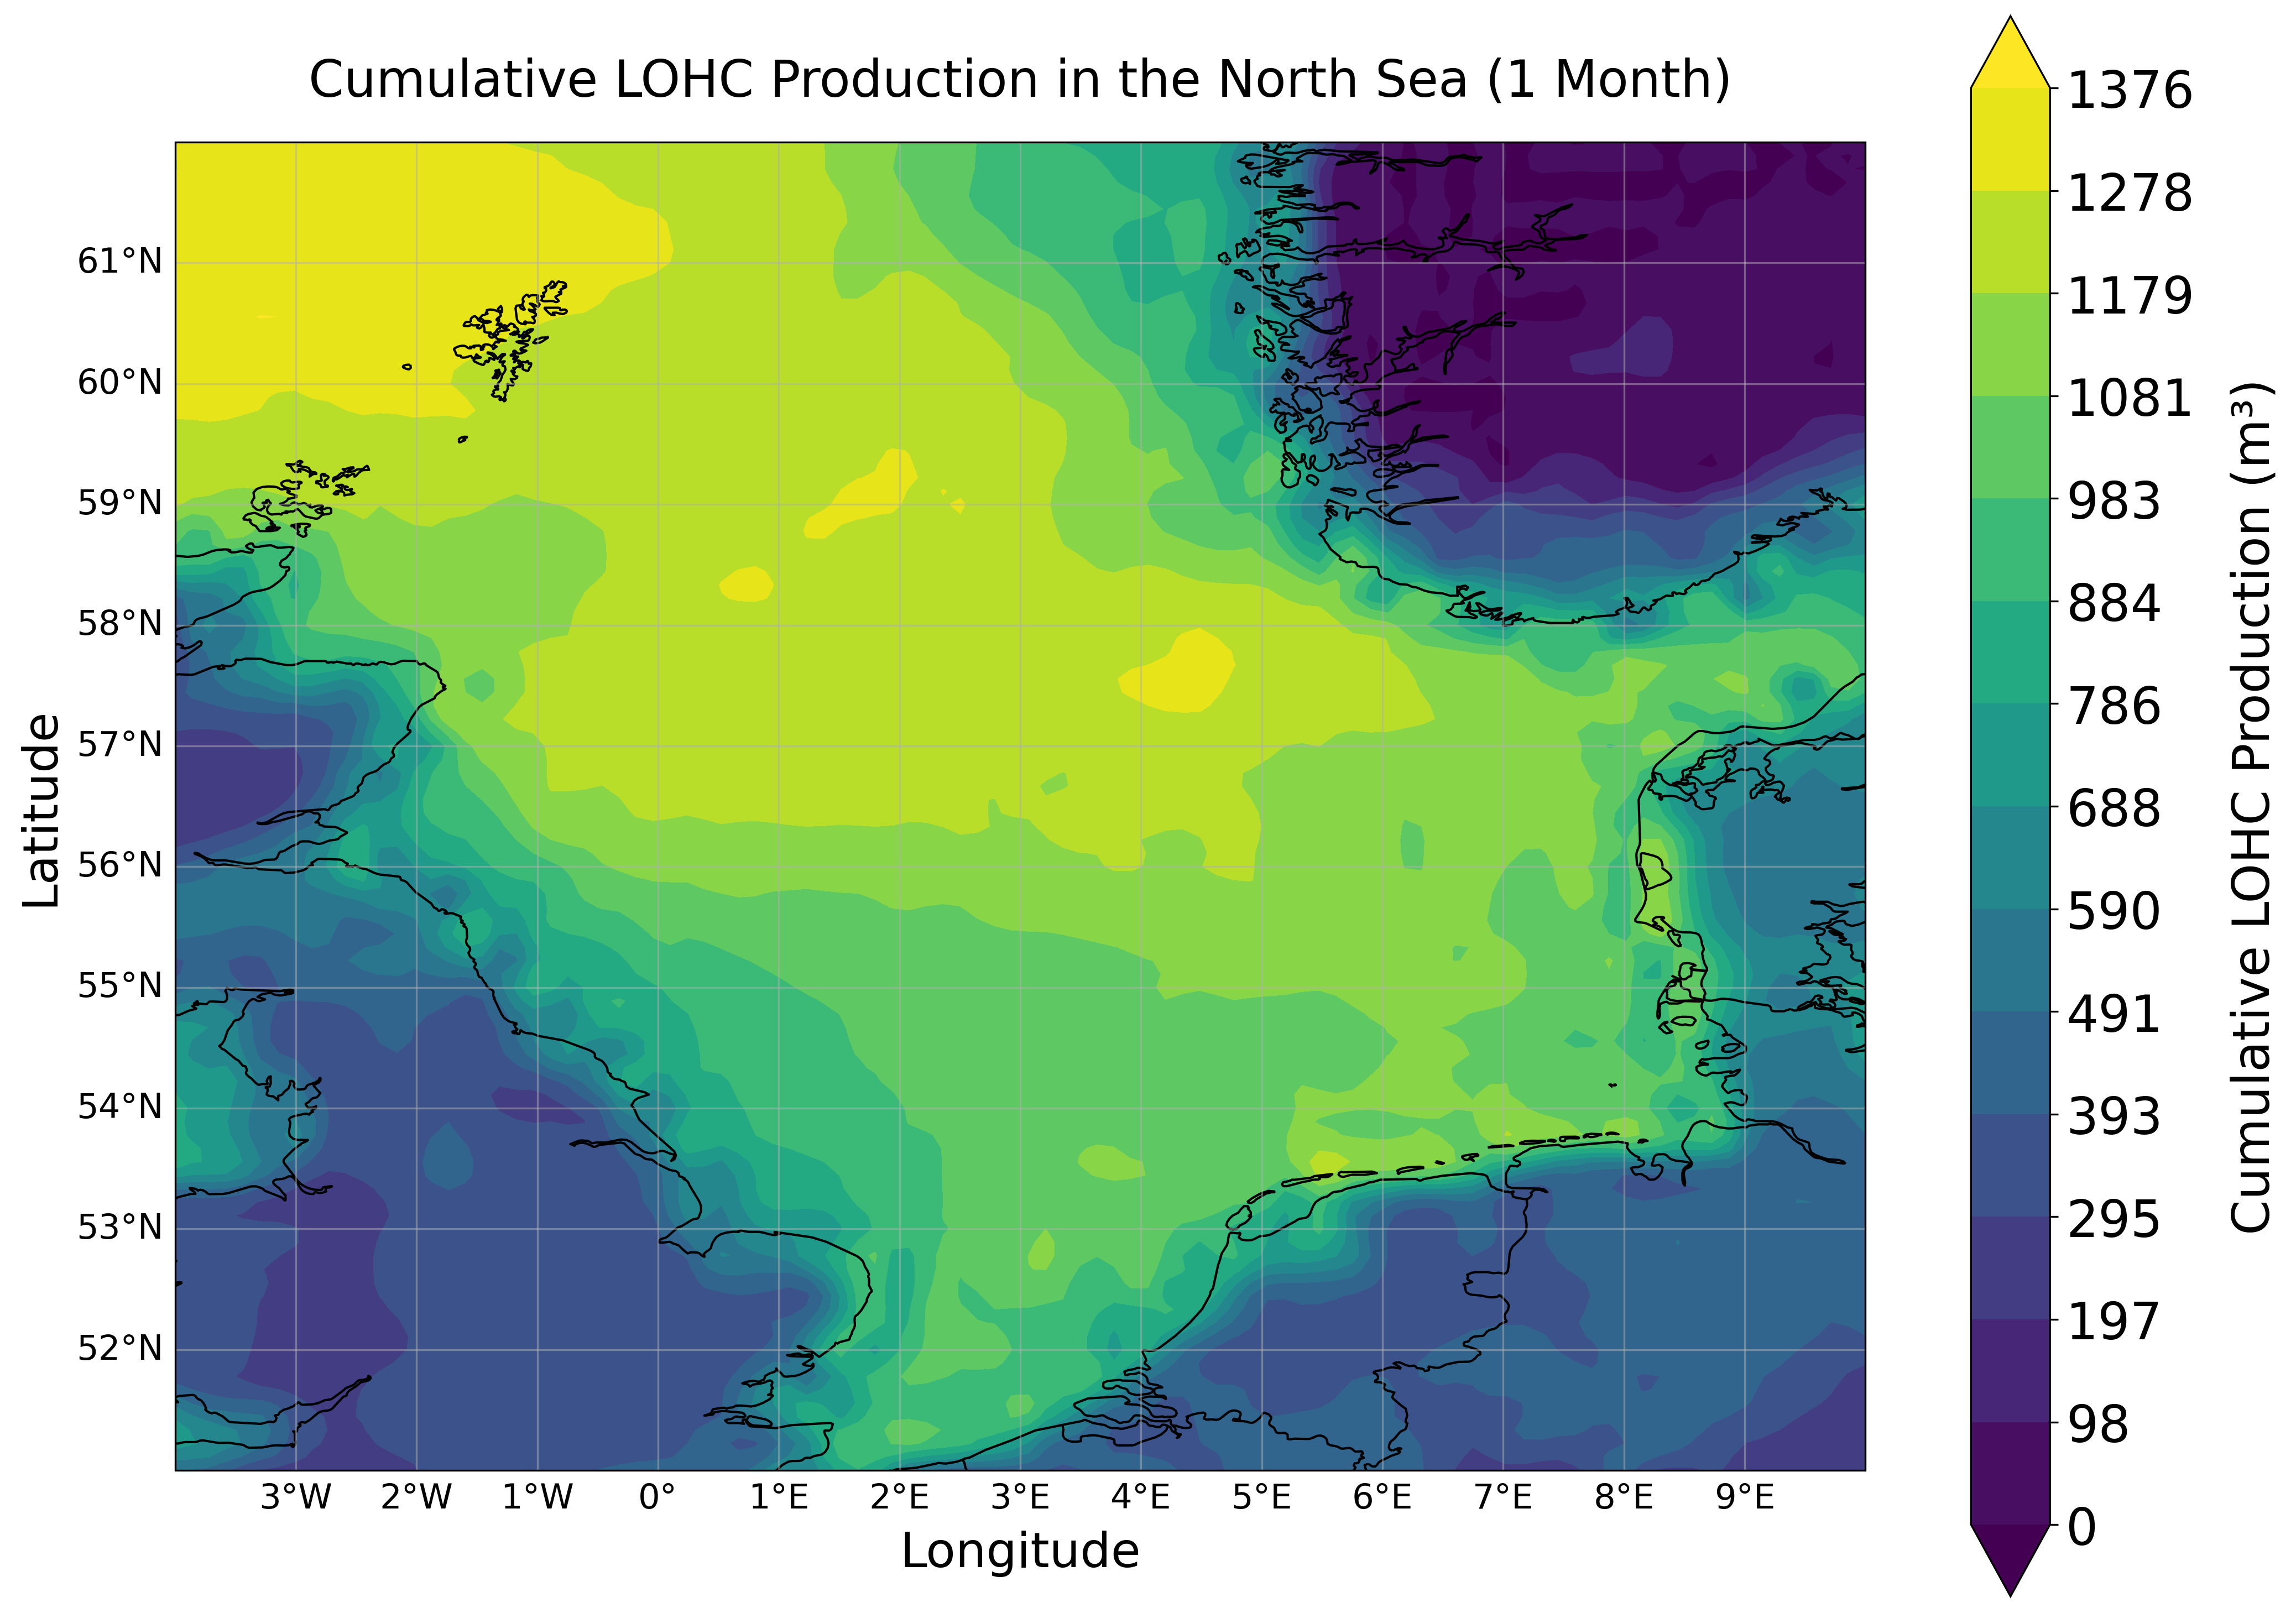 Cumulative LOHC Production in the North Sea (1 Month)
61°N
60°N
59°N
58°N
57°N
56°N
55°N
54°N
53°N
52°N
Latitude
3°W 2°W 1°W 0° 1°E 2°E 3°E 4°E 5°E 6°E 7°E 8°E 9°E
Longitude
1376
1278
1179
1081
983
884
786
688
590
491
393
295
197
98
0
Cumulative LOHC Production (m³)